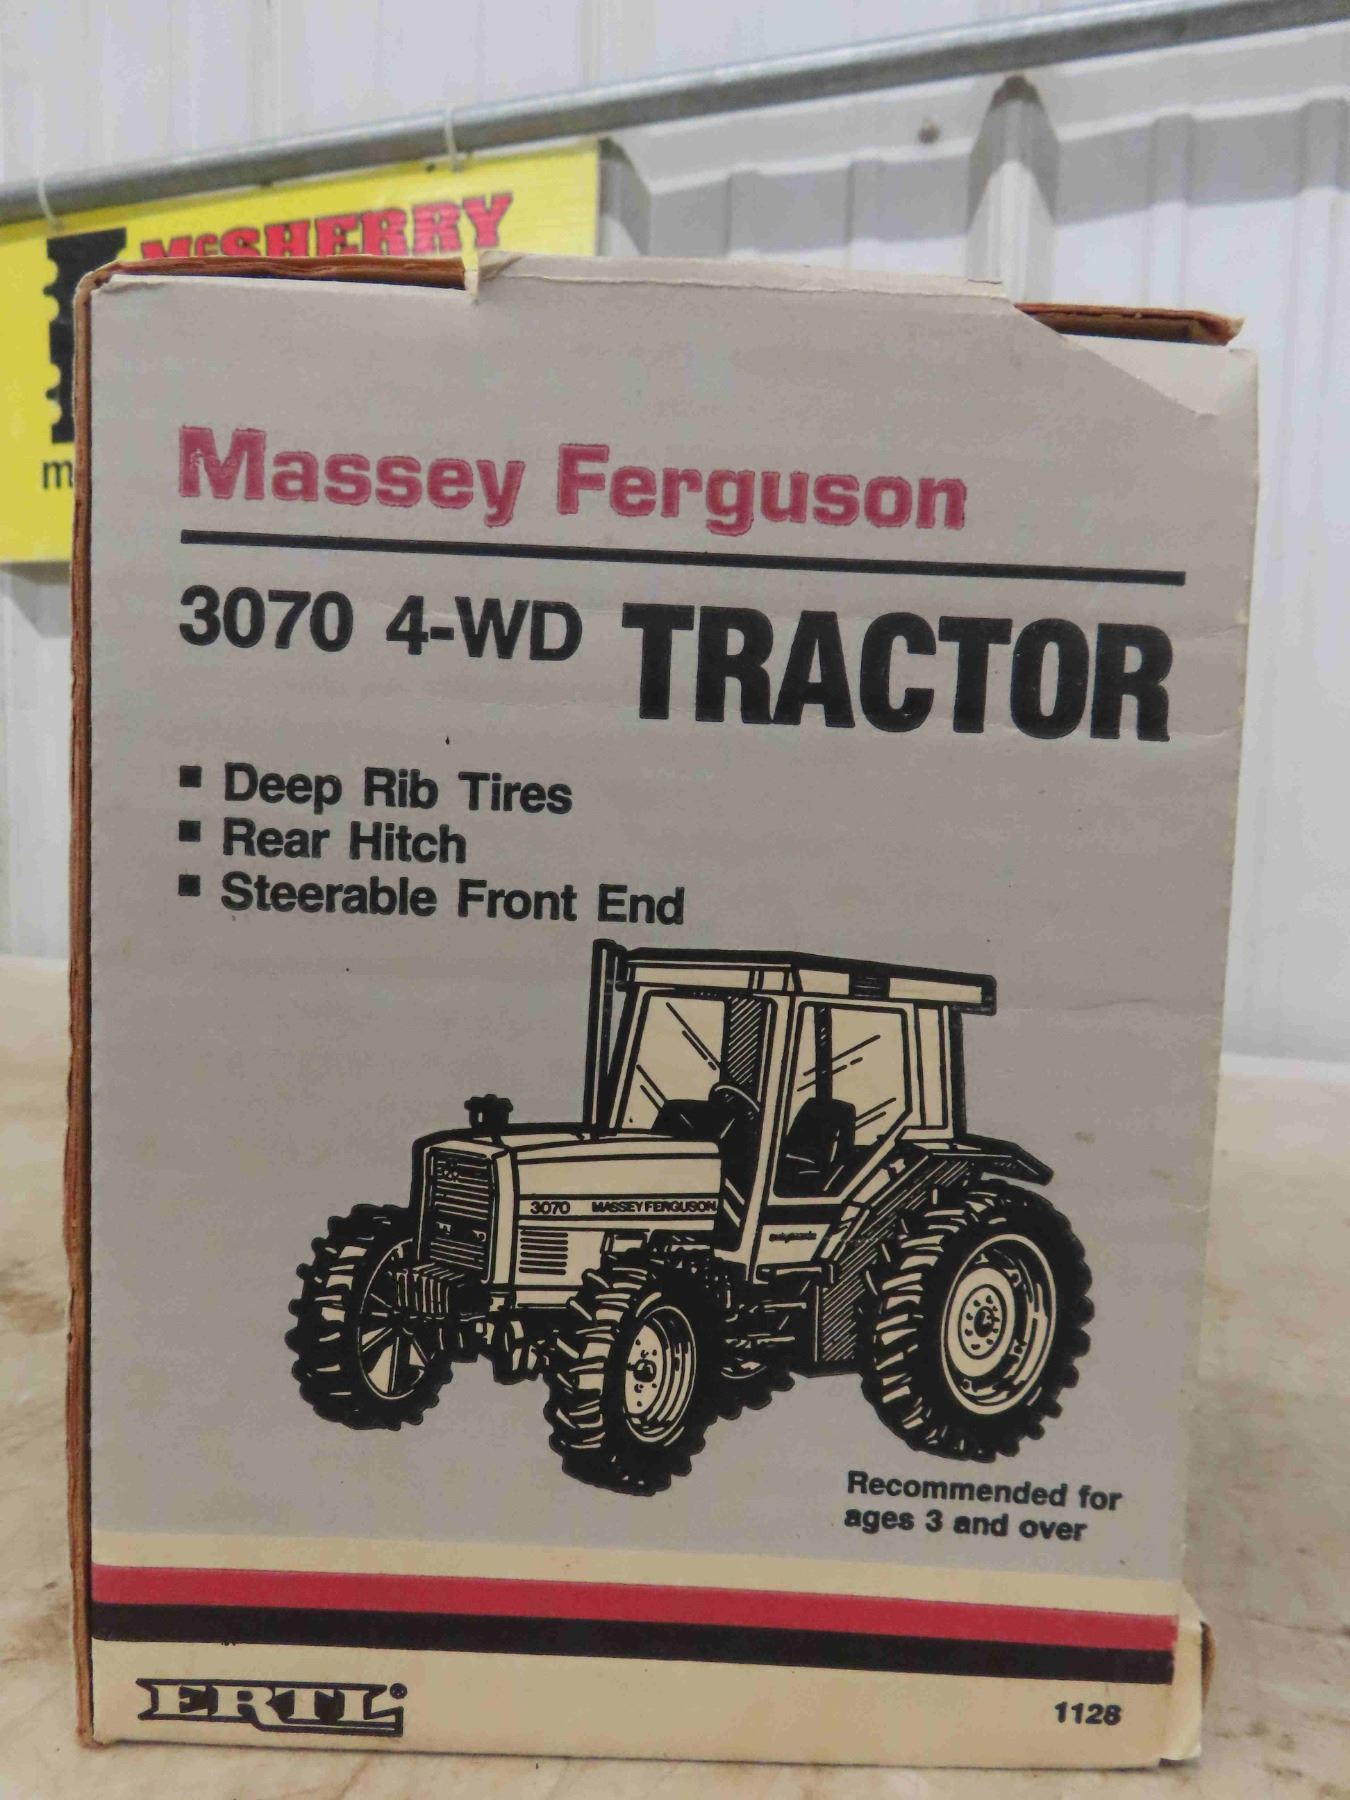 McSHERRY
m
Massey Ferguson
3070 4-WD TRACTOR
▪ Deep Rib Tires
▪ Rear Hitch
▪ Steerable Front End
3070 MASSEY FERGUSON
Recommended for
ages 3 and over
ERTL®
1128